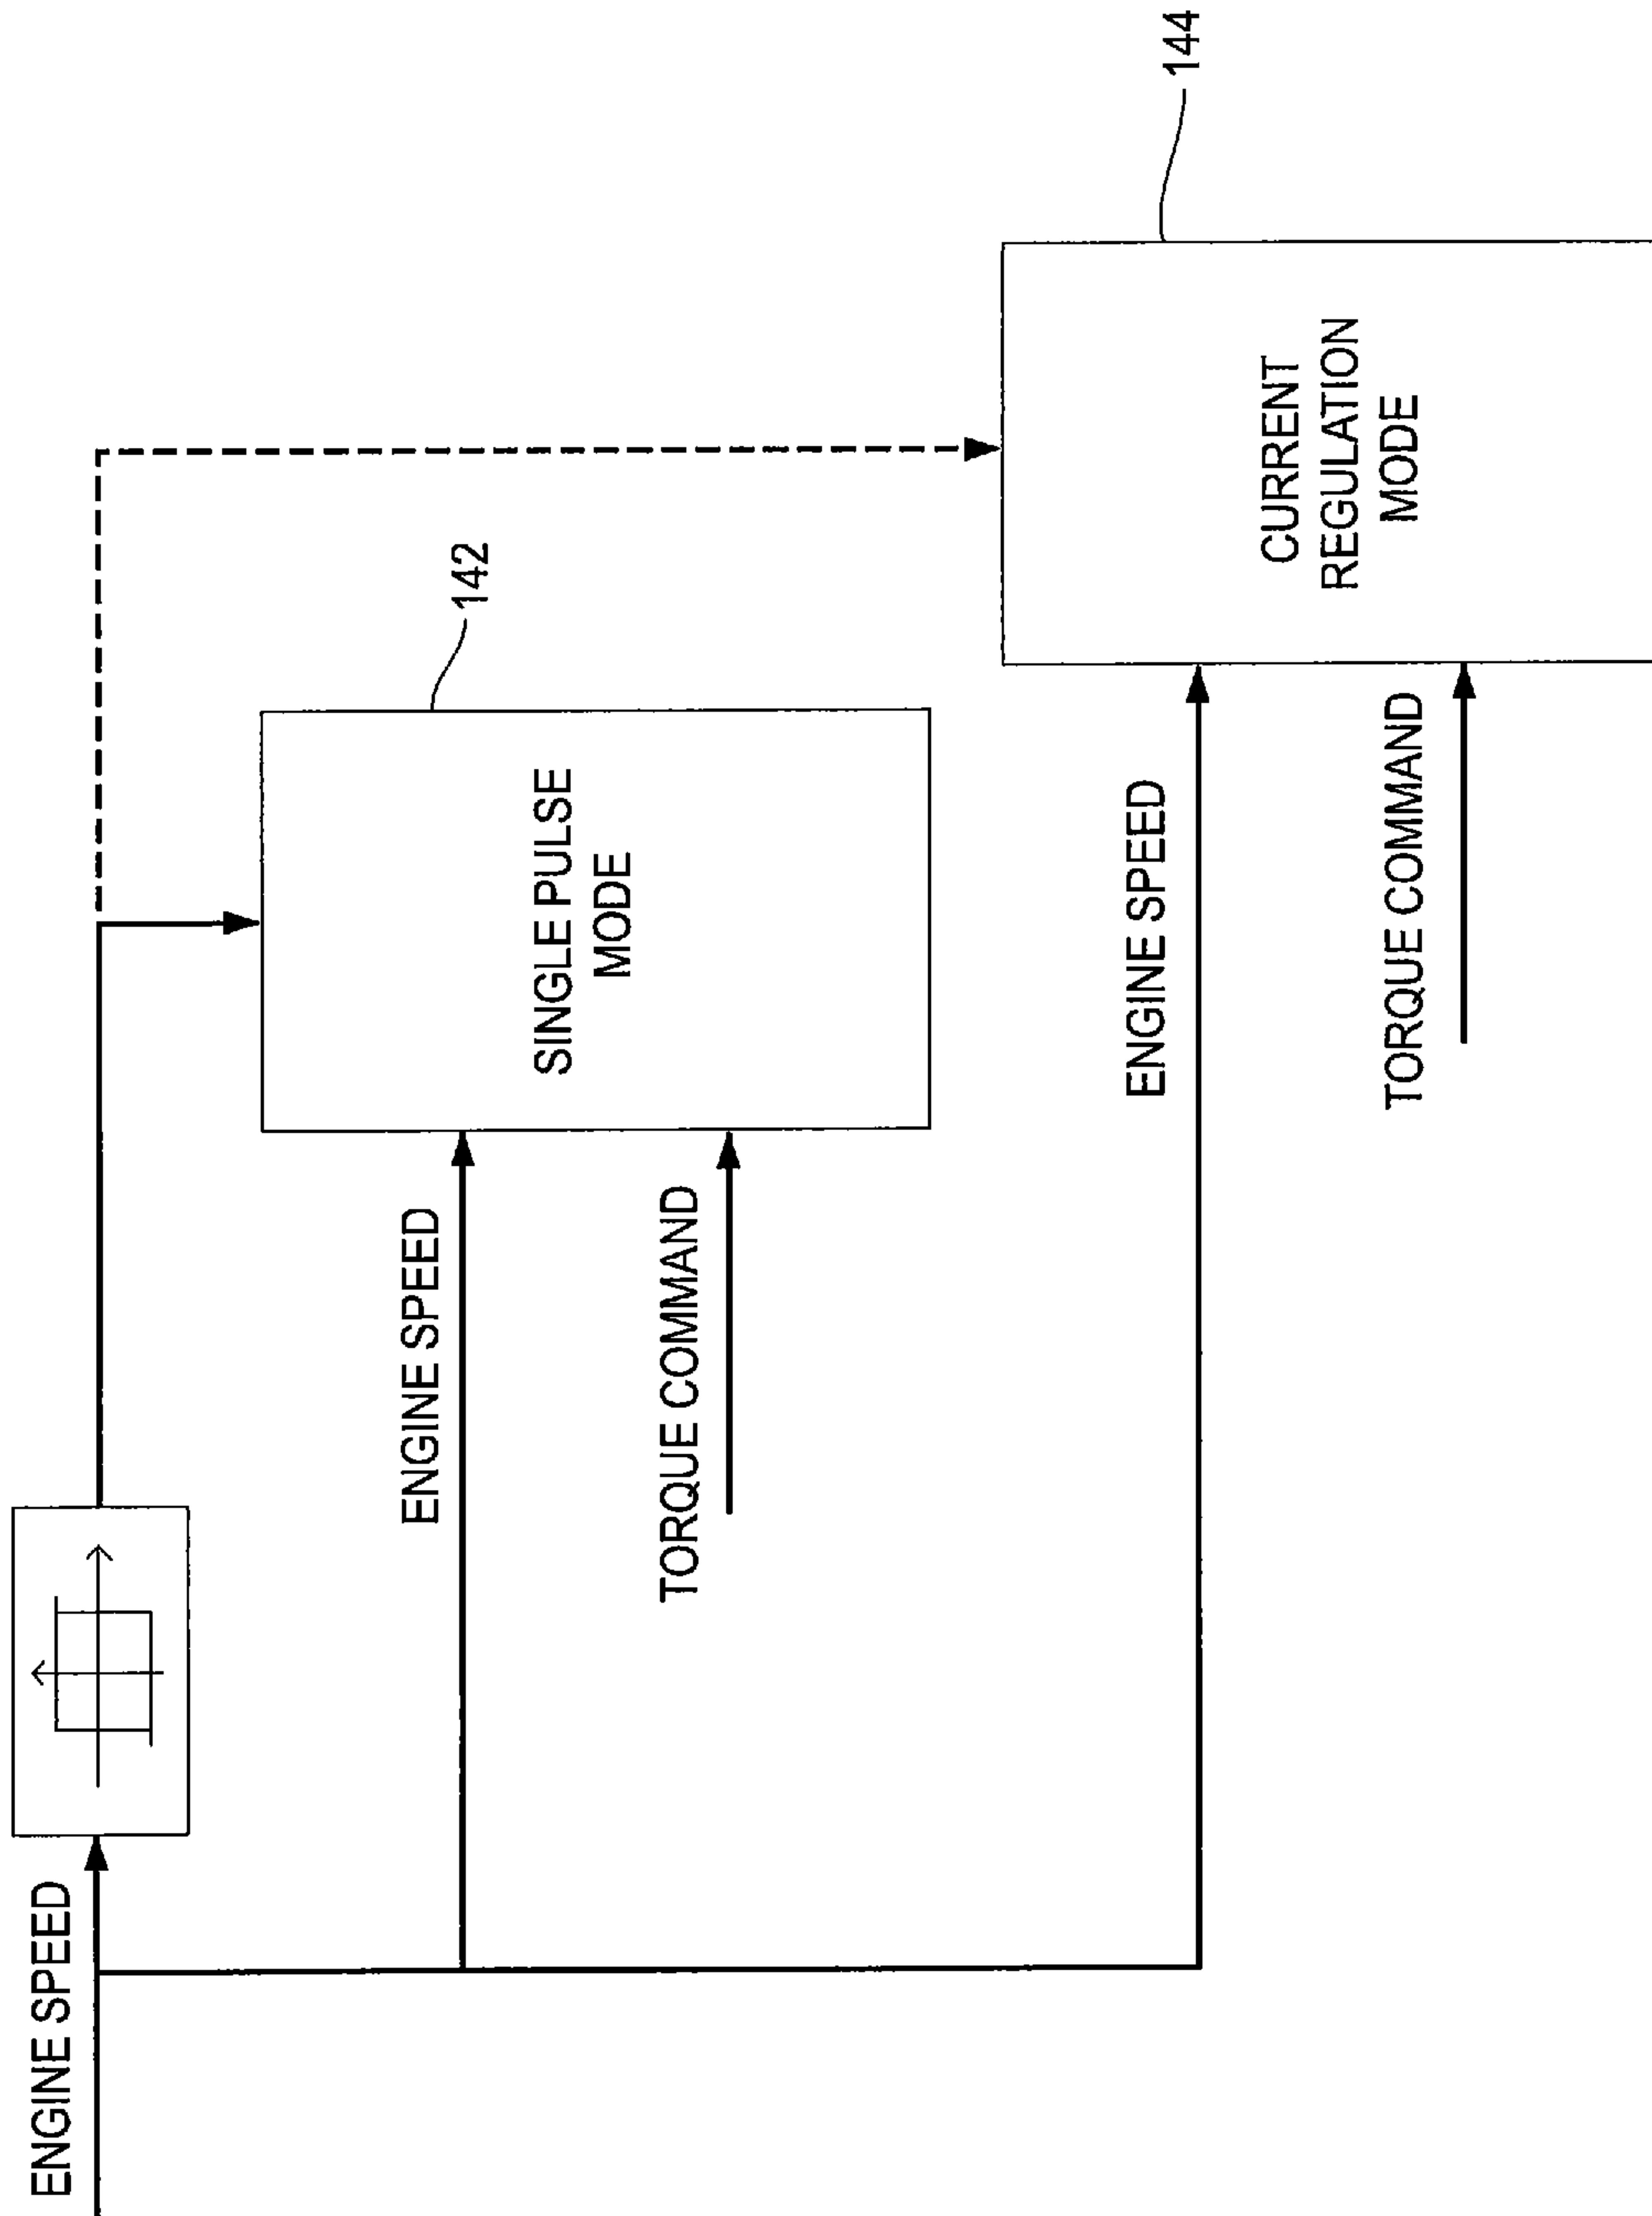 ENGINE SPEED
142
SINGLE PULSE
MODE
ENGINE SPEED
TORQUE COMMAND
144
CURRENT
REGULATION
MODE
ENGINE SPEED
TORQUE COMMAND